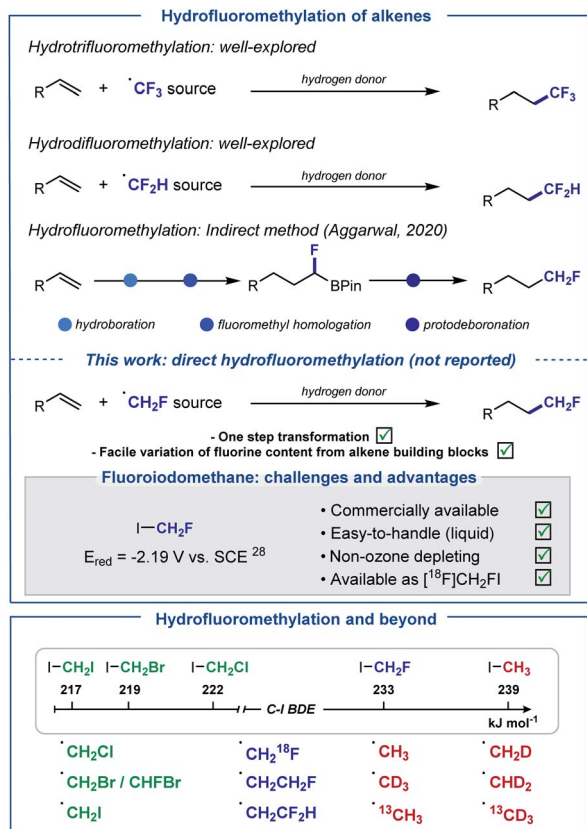 Hydrofluoromethylation of alkenes
Hydrotrifluoromethylation: well-explored
R + •CF3 source hydrogen donor R CF3
Hydrodifluoromethylation: well-explored
R + •CF2H source hydrogen donor R CF2H
Hydrofluoromethylation: Indirect method (Aggarwal, 2020)
F
R R BPin R CH2F
hydroboration fluoromethyl homologation protodeboronation
This work: direct hydrofluoromethylation (not reported)
R + •CH2F source hydrogen donor R CH2F
- One step transformation ☑
- Facile variation of fluorine content from alkene building blocks ☑
Fluoroiodomethane: challenges and advantages
I—CH2F
Ered = -2.19 V vs. SCE 28
• Commercially available ☑
• Easy-to-handle (liquid) ☑
• Non-ozone depleting ☑
• Available as [18F]CH2FI ☑
Hydrofluoromethylation and beyond
I–CH2I I–CH2Br I–CH2Cl I–CH2F I–CH3
217 219 222 233 239
C-I BDE kJ mol-1
•CH2Cl •CH218F •CH3 •CH2D
•CH2Br / CHFBr •CH2CH2F •CD3 •CHD2
•CH2I •CH2CF2H •13CH3 •13CD3